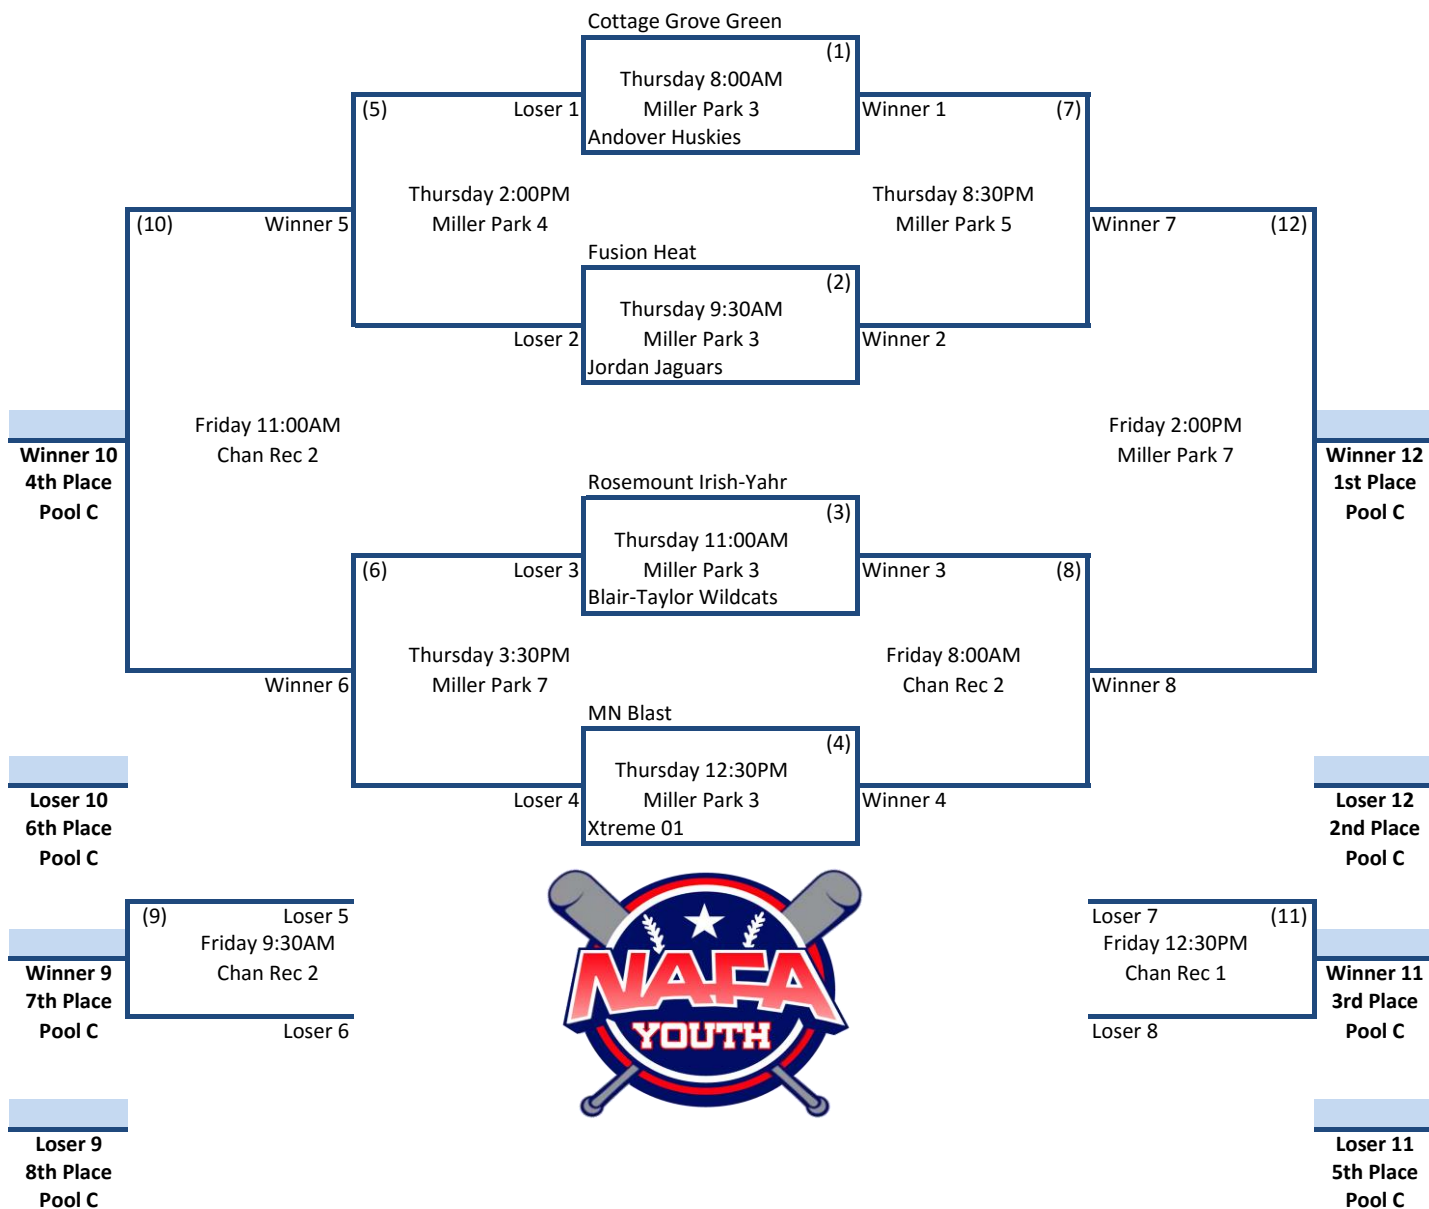 Cottage Grove Green
(1)
Thursday 8:00AM
(5)
Loser 1
Miller Park 3
Winner 1
(7)
Andover Huskies
Thursday 2:00PM
Thursday 8:30PM
(10)
Winner 5
Miller Park 4
Miller Park 5
Winner 7
(12)
Fusion Heat
(2)
Thursday 9:30AM
Loser 2
Miller Park 3
Winner 2
Jordan Jaguars
Friday 11:00AM
Friday 2:00PM
Winner 10
Chan Rec 2
Miller Park 7
Winner 12
4th Place
Rosemount Irish-Yahr
1st Place
Pool C
(3)
Pool C
Thursday 11:00AM
(6)
Loser 3
Miller Park 3
Winner 3
(8)
Blair-Taylor Wildcats
Thursday 3:30PM
Friday 8:00AM
Winner 6
Miller Park 7
Chan Rec 2
Winner 8
MN Blast
(4)
Thursday 12:30PM
Loser 10
Loser 4
Miller Park 3
Winner 4
Loser 12
6th Place
Xtreme 01
2nd Place
Pool C
Pool C
(9)
Loser 5
Loser 7
(11)
Friday 9:30AM
Friday 12:30PM
Winner 9
Chan Rec 2
NAFA
Chan Rec 1
Winner 11
7th Place
3rd Place
Pool C
Loser 6
YOUTH
Loser 8
Pool C
Loser 9
Loser 11
8th Place
5th Place
Pool C
Pool C